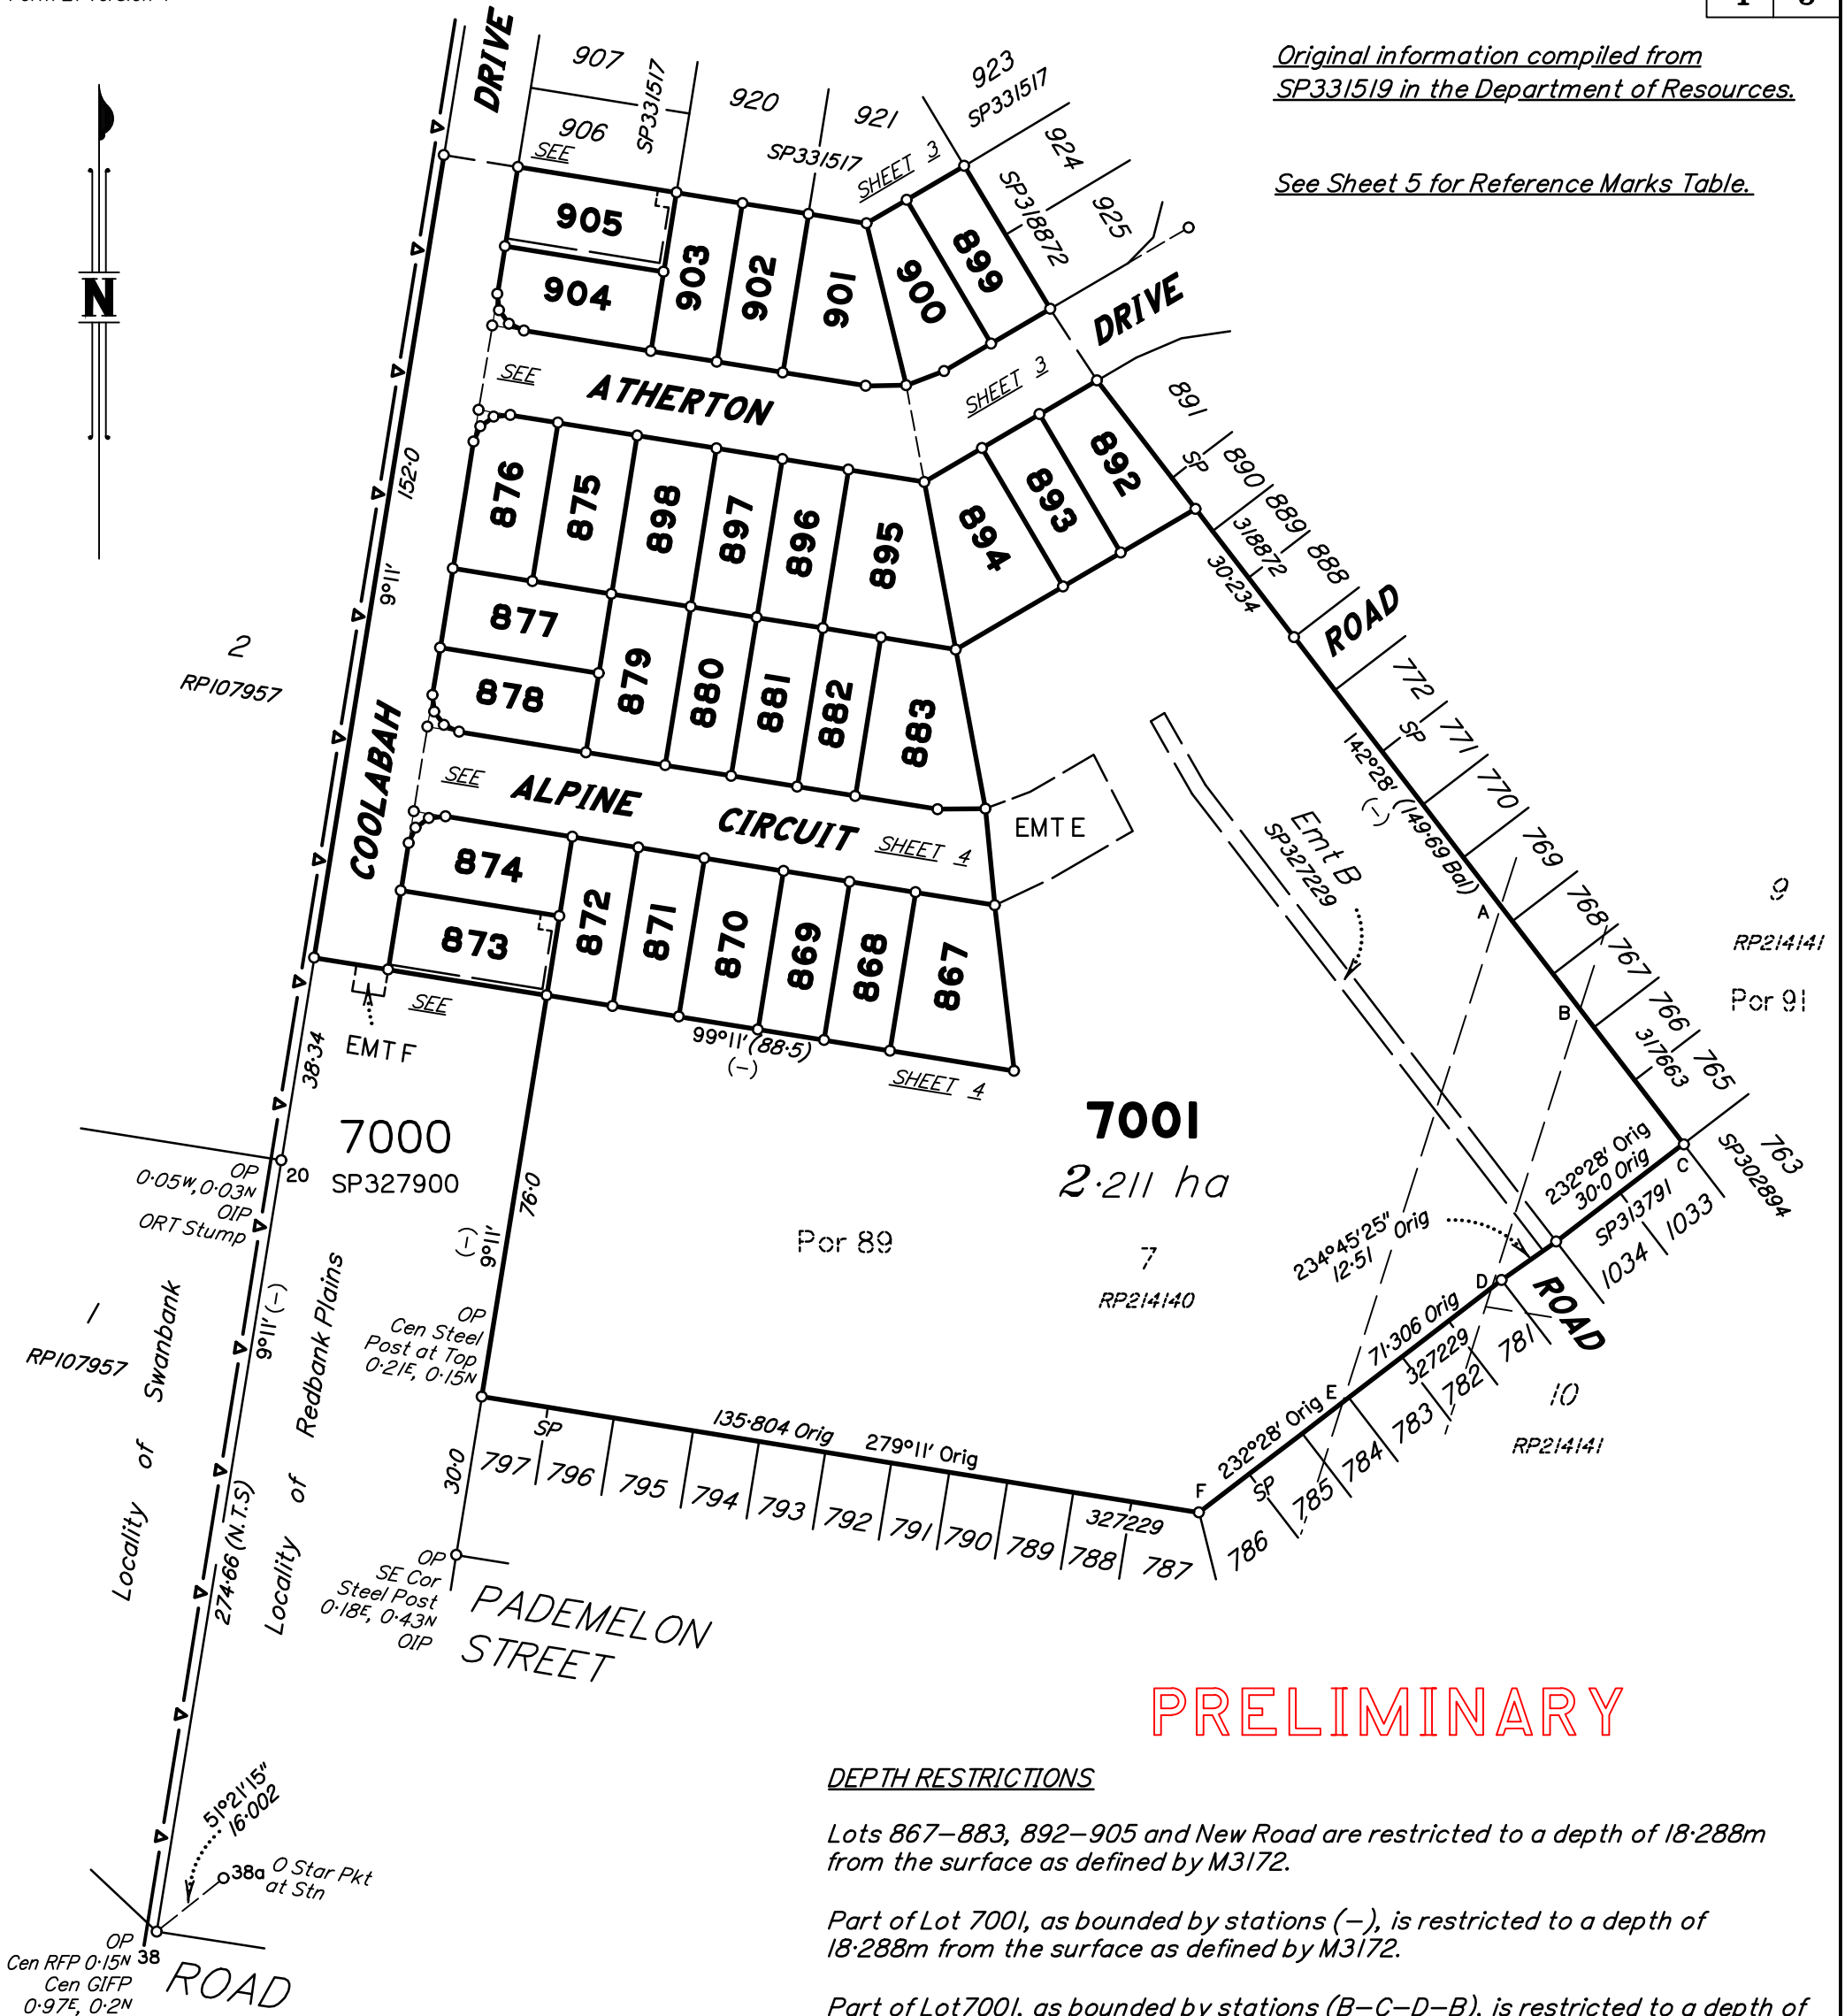 DRIVE
907
906
SEE
SP331517
920
921
SP331517
923
SP331517
924
925
SP318872
SHEET 3
Original information compiled from
SP331519 in the Department of Resources.
See Sheet 5 for Reference Marks Table.
N
905
904
903
902
901
900
899
DRIVE
SEE
ATHERTON
SHEET 3
891
SP
890
889
318872
888
30·234
ROAD
152·0
9°11'
876
875
898
897
896
895
894
893
892
877
878
879
880
881
882
883
2
RP107957
COOLABAH
SEE
ALPINE
CIRCUIT
SHEET 4
EMT E
Emt B
SP327229
142°28' (149·69 Bal)
(-)
772
SP
771
770
769
768
767
766
317663
765
A
B
C
9
RP214141
Por 91
874
873
872
871
870
869
868
867
SEE
EMT F
38·34
99°11' (88·5)
(-)
SHEET 4
7000
SP327900
7001
2·211 ha
Por 89
7
RP214140
OP
0·05W, 0·03N
OIP
ORT Stump
20
76·0
9°11'
(-)
232°28' Orig
30·0 Orig
SP302894
763
SP313791
1033
1034
234°45'25" Orig
12·51
D
ROAD
71·306 Orig
327229
781
782
783
784
785
786
232°28' Orig
SP
E
F
10
RP214141
1
RP107957
Locality of Swanbank
Locality of Redbank Plains
9°11' (-)
274·66 (N.T.S)
OP
Cen Steel
Post at Top
0·21E, 0·15N
135·804 Orig
279°11' Orig
SP
797
796
795
794
793
792
791
790
789
788
787
327229
30·0
OP
SE Cor
Steel Post
0·18E, 0·43N
OIP
PADEMELON
STREET
PRELIMINARY
DEPTH RESTRICTIONS
Lots 867-883, 892-905 and New Road are restricted to a depth of 18·288m
from the surface as defined by M3172.
Part of Lot 7001, as bounded by stations (-), is restricted to a depth of
18·288m from the surface as defined by M3172.
Part of Lot7001, as bounded by stations (B-C-D-B), is restricted to a depth of
51°21'15"
16·002
38a
O Star Pkt
at Stn
OP
Cen RFP 0·15N
38
Cen GIFP
0·97E, 0·2N
ROAD